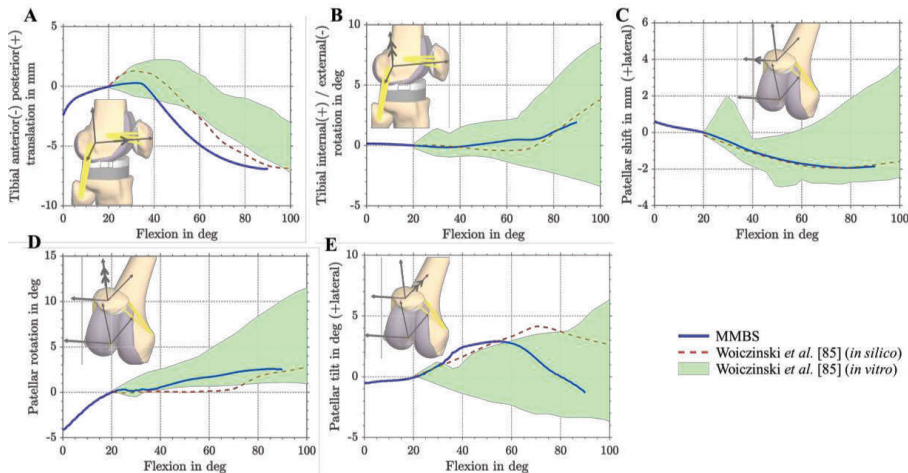 A
Tibial anterior(-) posterior(+)
translation in mm
5
0
-5
-10
0 20 40 60 80 100
Flexion in deg
B
Tibial internal(+) / external(-)
rotation in deg
10
5
0
-5
0 20 40 60 80 100
Flexion in deg
C
Patellar shift in mm (+lateral)
6
4
2
0
-2
-4
0 20 40 60 80 100
Flexion in deg
D
Patellar rotation in deg
15
10
5
0
-5
0 20 40 60 80 100
Flexion in deg
E
Patellar tilt in deg (+lateral)
10
5
0
-5
0 20 40 60 80 100
Flexion in deg
MMBS
Woiczinski et al. [85] (in silico)
Woiczinski et al. [85] (in vitro)